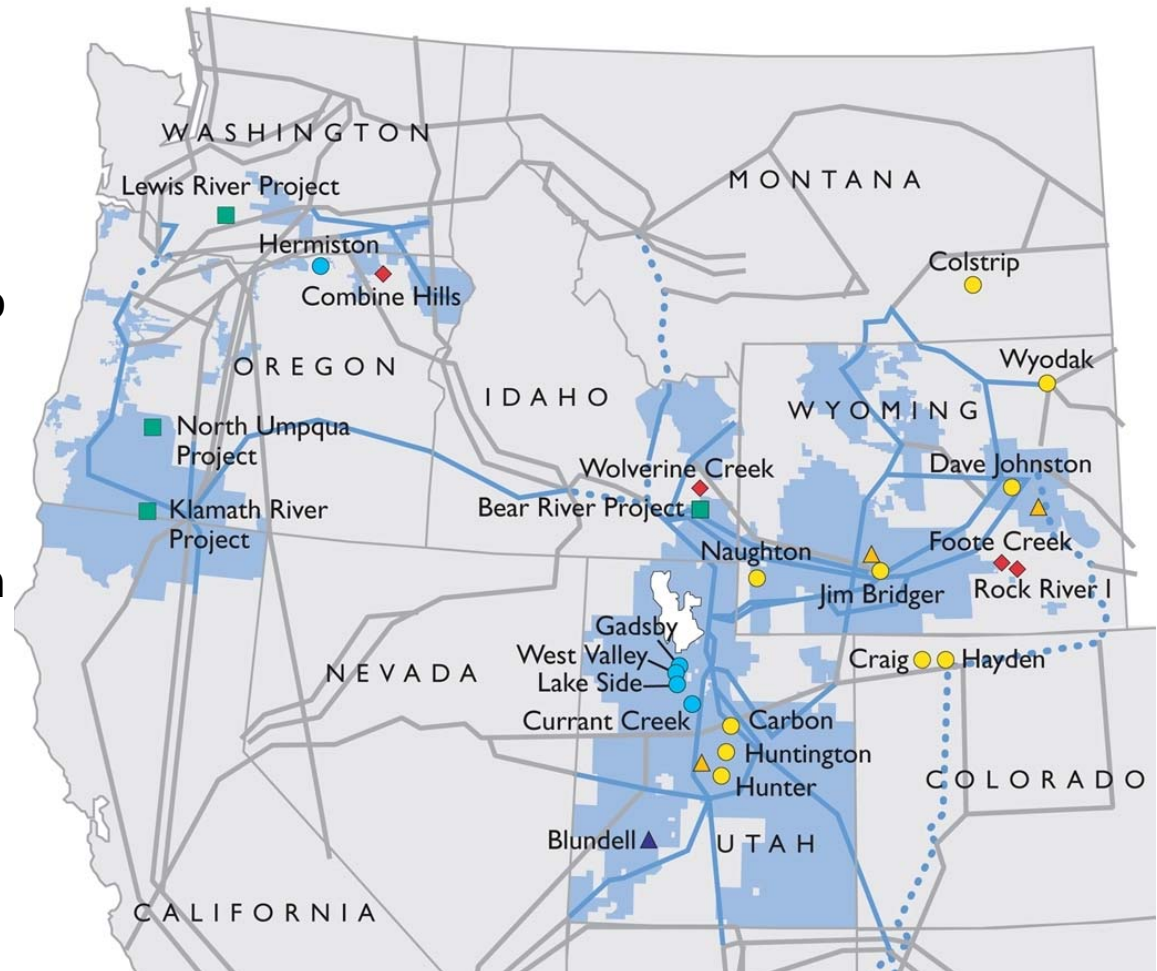 WASHINGTON
Lewis River Project
MONTANA
Hermiston
Colstrip
Combine Hills
Wyodak
OREGON
IDAHO
WYOMING
North Umpqua
Project
Dave Johnston
Wolverine Creek
Bear River Project
Klamath River
Project
Naughton
Foote Creek
Jim Bridger
Rock River I
Gadsby
West Valley
Lake Side
Craig
Hayden
NEVADA
Currant Creek
Carbon
Huntington
Hunter
COLORADO
Blundell
UTAH
CALIFORNIA